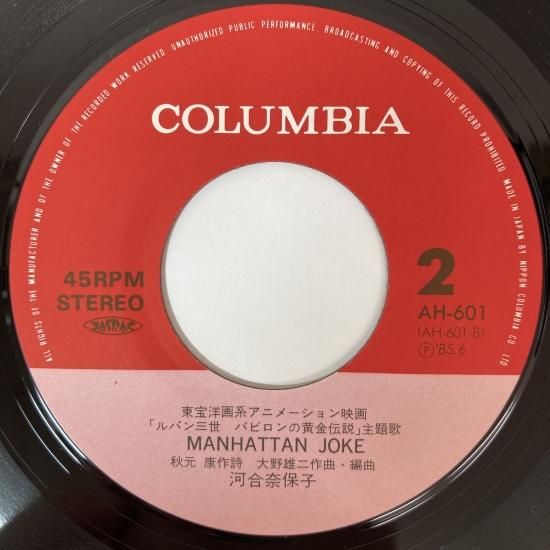 ALL RIGHTS OF THE MANUFACTURER AND OF THE OWNER OF THE RECORDED WORK RESERVED. UNAUTHORIZED PUBLIC PERFORMANCE. BROADCASTING AND COPYING OF THIS RECORD PROHIBITED. MADE IN JAPAN BY NIPPON COLUMBIA CO., LTD
COLUMBIA
45RPM
STEREO
JASRAC
2
AH-601
(AH-601-B)
Ⓟ'85.6
東宝洋画系アニメーション映画
「ルパン三世 バビロンの黄金伝説」主題歌
MANHATTAN JOKE
秋元 康作詩 大野雄二作曲・編曲
河合奈保子